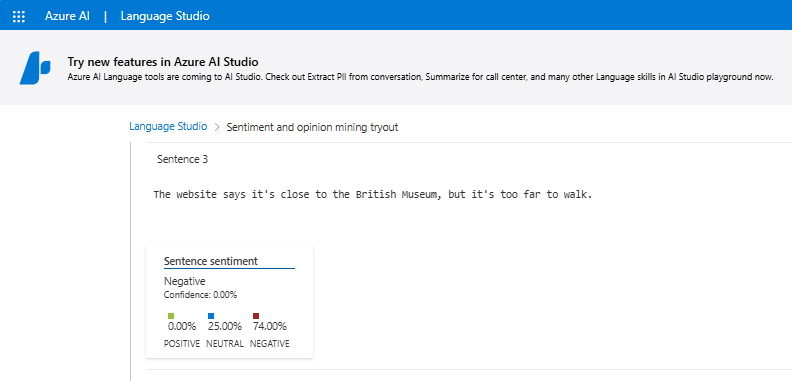 Azure AI | Language Studio
Try new features in Azure AI Studio
Azure AI Language tools are coming to AI Studio. Check out Extract PII from conversation, Summarize for call center, and many other Language skills in AI Studio playground now.
Language Studio > Sentiment and opinion mining tryout
Sentence 3
The website says it's close to the British Museum, but it's too far to walk.
Sentence sentiment
Negative
Confidence: 0.00%
0.00% 25.00% 74.00%
POSITIVE NEUTRAL NEGATIVE